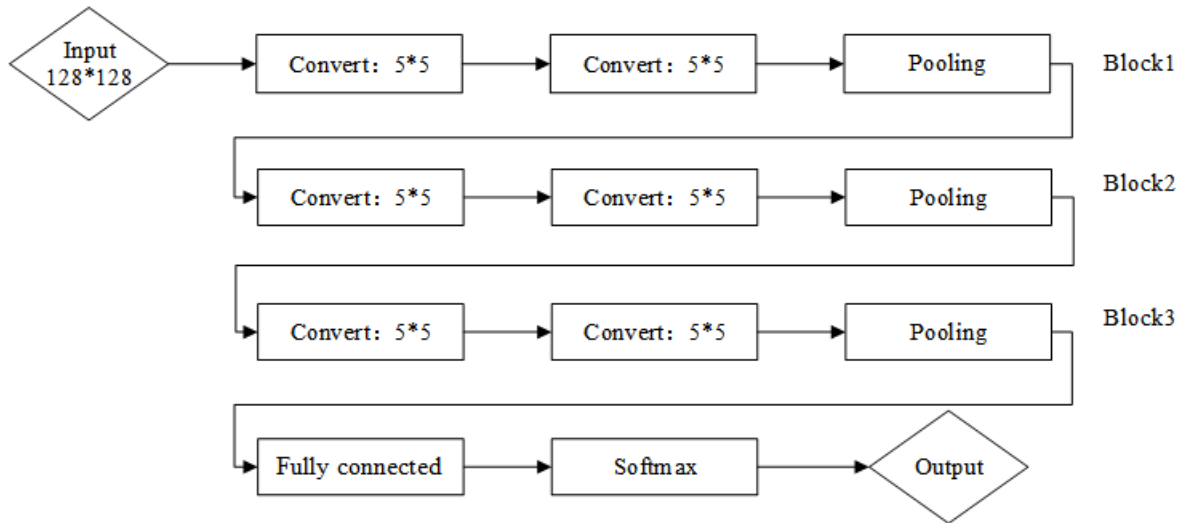 Input
128*128
Convert：5*5
Convert：5*5
Pooling
Block1
Convert：5*5
Convert：5*5
Pooling
Block2
Convert：5*5
Convert：5*5
Pooling
Block3
Fully connected
Softmax
Output